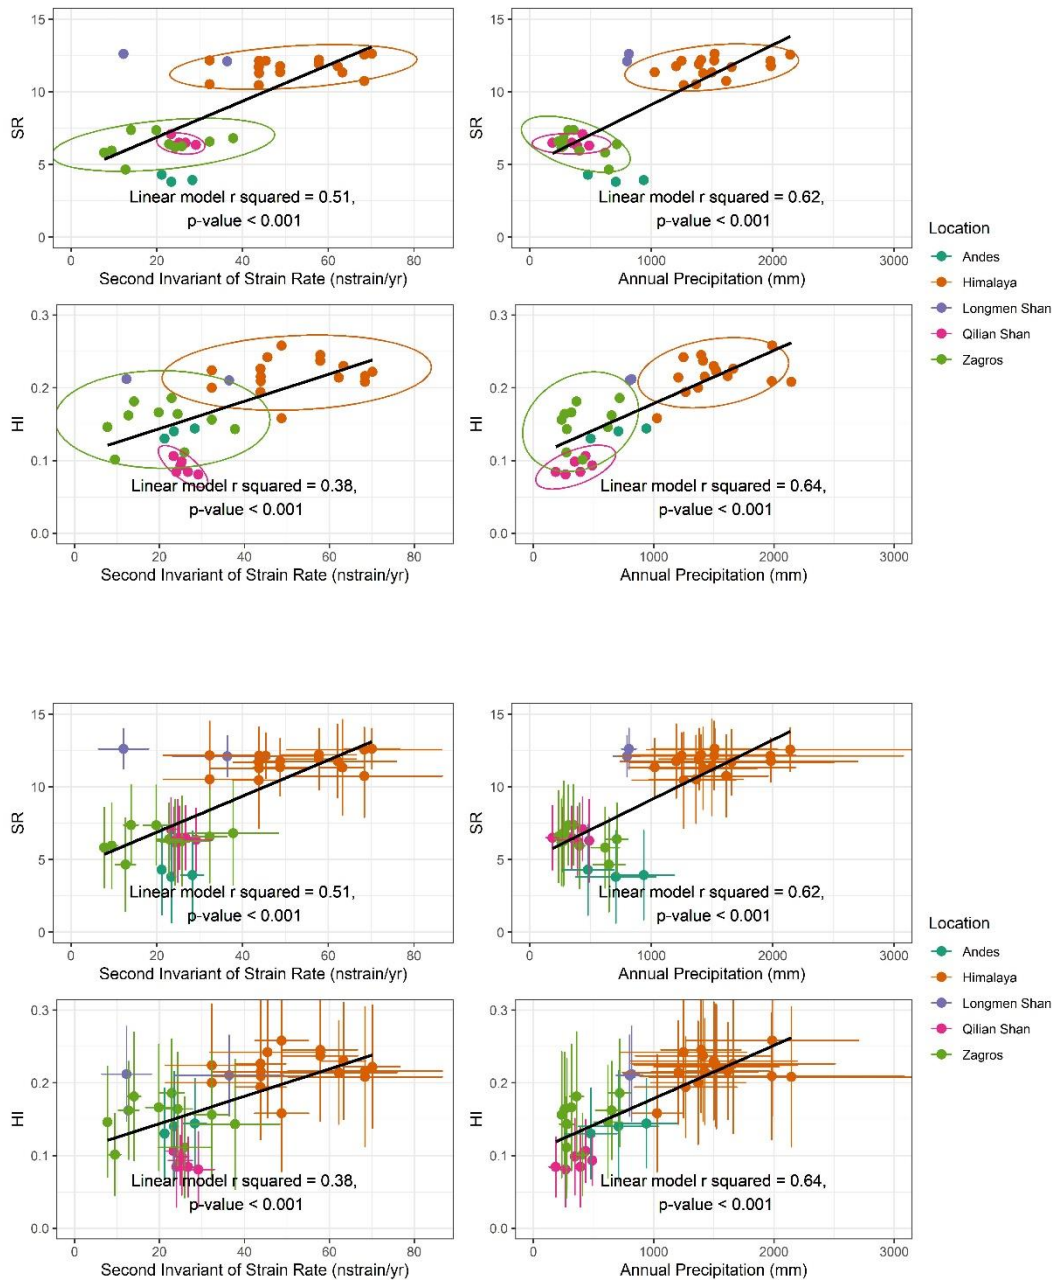 15
10
5
0
SR
Linear model r squared = 0.51,
p-value < 0.001
0 20 40 60 80
Second Invariant of Strain Rate (nstrain/yr)
15
10
5
0
SR
Linear model r squared = 0.62,
p-value < 0.001
0 1000 2000 3000
Annual Precipitation (mm)
0.3
0.2
0.1
0.0
HI
Linear model r squared = 0.38,
p-value < 0.001
0 20 40 60 80
Second Invariant of Strain Rate (nstrain/yr)
0.3
0.2
0.1
0.0
HI
Linear model r squared = 0.64,
p-value < 0.001
0 1000 2000 3000
Annual Precipitation (mm)
Location
Andes
Himalaya
Longmen Shan
Qilian Shan
Zagros
15
10
5
0
SR
Linear model r squared = 0.51,
p-value < 0.001
0 20 40 60 80
Second Invariant of Strain Rate (nstrain/yr)
15
10
5
0
SR
Linear model r squared = 0.62,
p-value < 0.001
0 1000 2000 3000
Annual Precipitation (mm)
0.3
0.2
0.1
0.0
HI
Linear model r squared = 0.38,
p-value < 0.001
0 20 40 60 80
Second Invariant of Strain Rate (nstrain/yr)
0.3
0.2
0.1
0.0
HI
Linear model r squared = 0.64,
p-value < 0.001
0 1000 2000 3000
Annual Precipitation (mm)
Location
Andes
Himalaya
Longmen Shan
Qilian Shan
Zagros